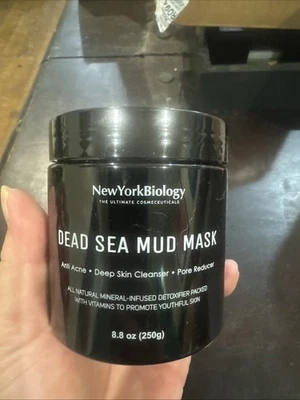 NewYorkBiology
THE ULTIMATE COSMECEUTICALS
DEAD SEA MUD MASK
Anti Acne • Deep Skin Cleanser • Pore Reducer
ALL NATURAL MINERAL-INFUSED DETOXIFIER PACKED
WITH VITAMINS TO PROMOTE YOUTHFUL SKIN
8.8 oz (250g)